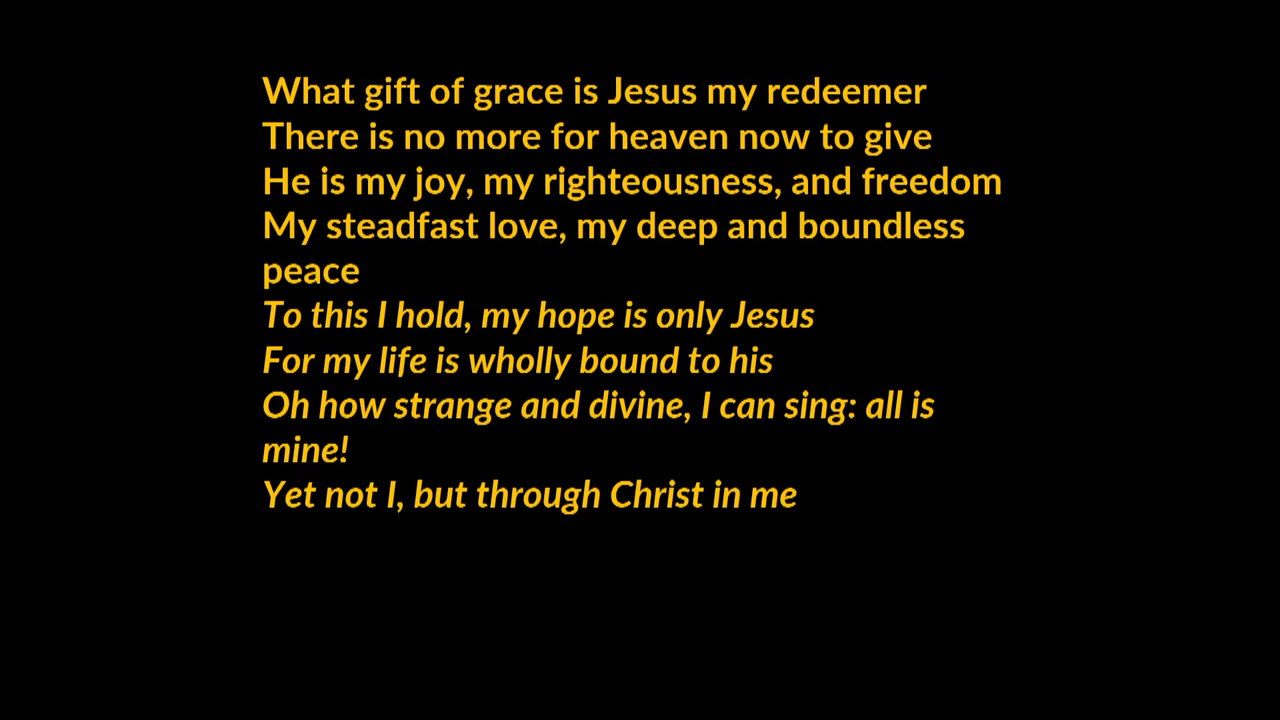 What gift of grace is Jesus my redeemer
There is no more for heaven now to give
He is my joy, my righteousness, and freedom
My steadfast love, my deep and boundless
peace
To this I hold, my hope is only Jesus
For my life is wholly bound to his
Oh how strange and divine, I can sing: all is
mine!
Yet not I, but through Christ in me